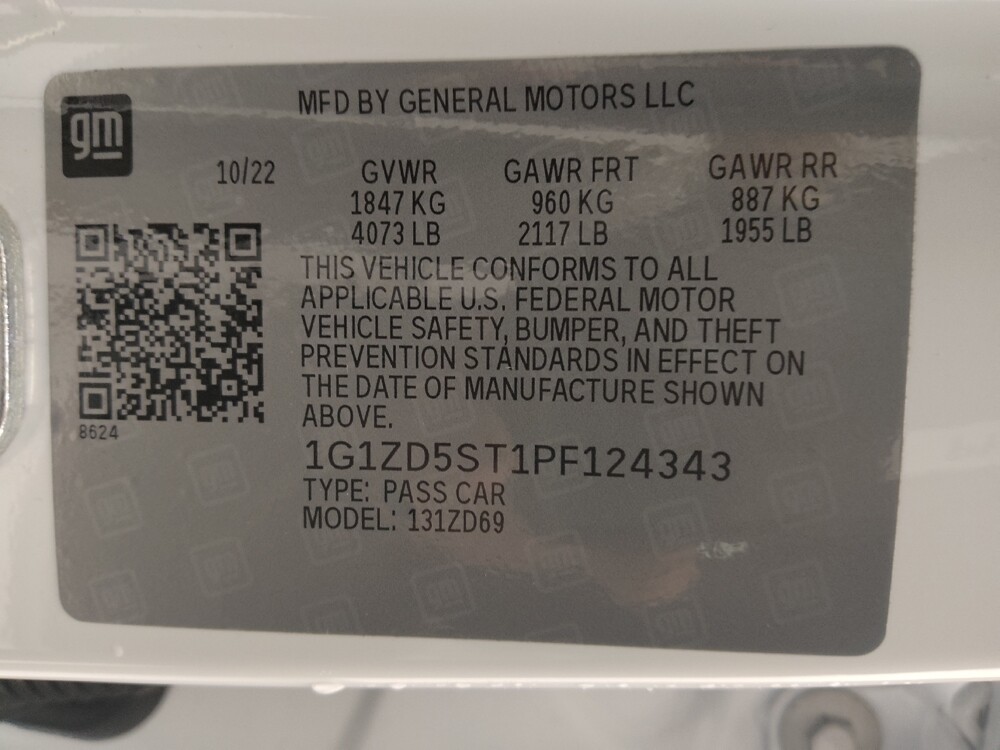 gm
MFD BY GENERAL MOTORS LLC
10/22 GVWR GAWR FRT GAWR RR
1847 KG 960 KG 887 KG
4073 LB 2117 LB 1955 LB
THIS VEHICLE CONFORMS TO ALL
APPLICABLE U.S. FEDERAL MOTOR
VEHICLE SAFETY, BUMPER, AND THEFT
PREVENTION STANDARDS IN EFFECT ON
THE DATE OF MANUFACTURE SHOWN
ABOVE.
8624
1G1ZD5ST1PF124343
TYPE: PASS CAR
MODEL: 131ZD69